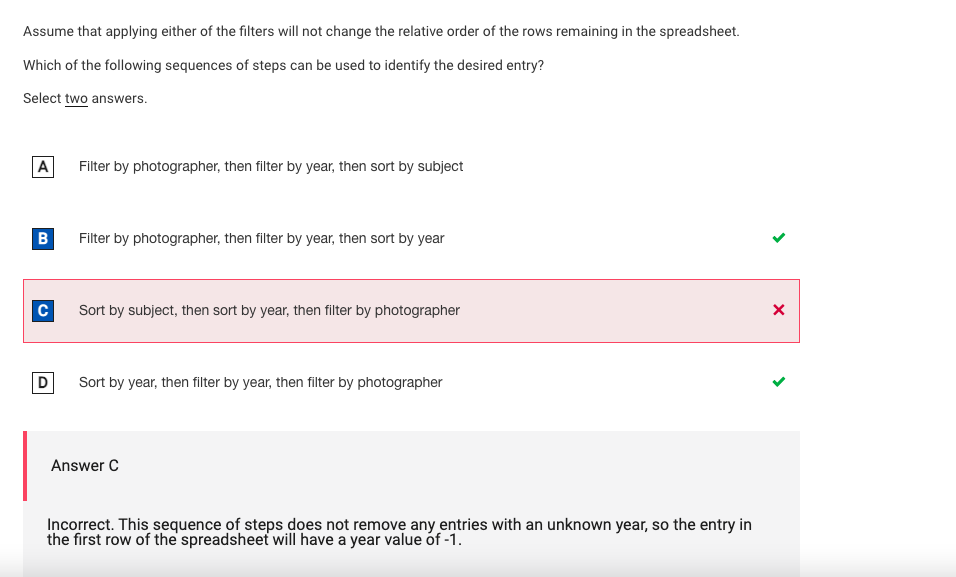 Assume that applying either of the filters will not change the relative order of the rows remaining in the spreadsheet.
Which of the following sequences of steps can be used to identify the desired entry?
Select two answers.
A Filter by photographer, then filter by year, then sort by subject
B Filter by photographer, then filter by year, then sort by year
C Sort by subject, then sort by year, then filter by photographer
D Sort by year, then filter by year, then filter by photographer
Answer C
Incorrect. This sequence of steps does not remove any entries with an unknown year, so the entry in
the first row of the spreadsheet will have a year value of -1.